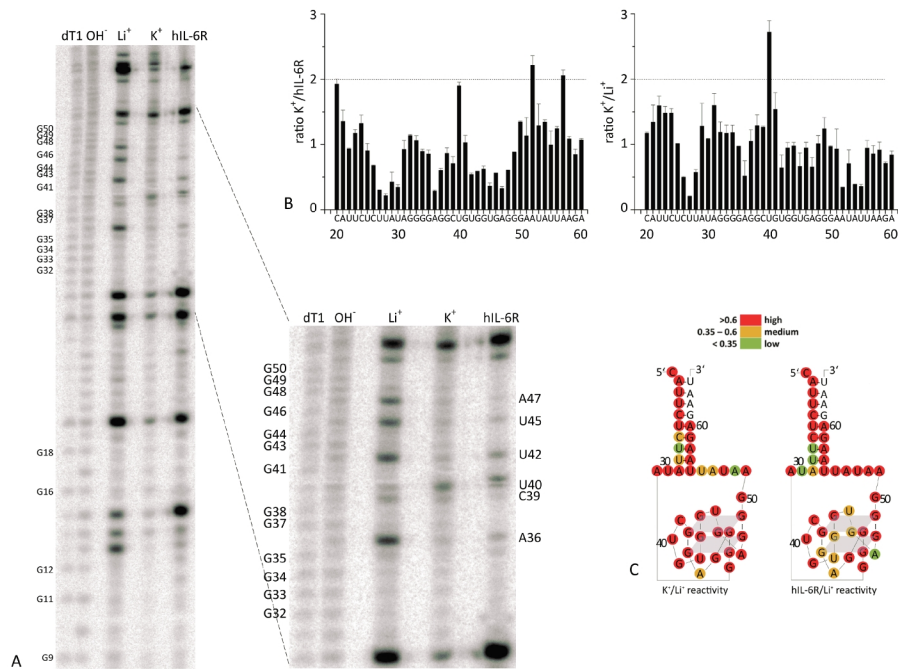 dT1 OH⁻ Li⁺ K⁺ hIL-6R
G50
G49
G48
G46
G44
G43
G41
G38
G37
G35
G34
G33
G32
G18
G16
G12
G11
G9
A
ratio K⁺/hIL-6R
3
2
1
0
CAUUCUCUUAUAGGGGAGGCUGUGGUGAGGGAAUAUUAAGA
20 30 40 50 60
B
ratio K⁺/Li⁺
3
2
1
0
CAUUCUCUUAUAGGGGAGGCUGUGGUGAGGGAAUAUUAAGA
20 30 40 50 60
dT1 OH⁻ Li⁺ K⁺ hIL-6R
G50
G49
G48
G46
G44
G43
G41
G38
G37
G35
G34
G33
G32
A47
U45
U42
U40
C39
A36
>0.6 high
0.35 – 0.6 medium
< 0.35 low
5‘ 3‘
60
30
50
40
K⁺/Li⁺ reactivity
5‘ 3‘
60
30
50
40
hIL-6R/Li⁺ reactivity
C